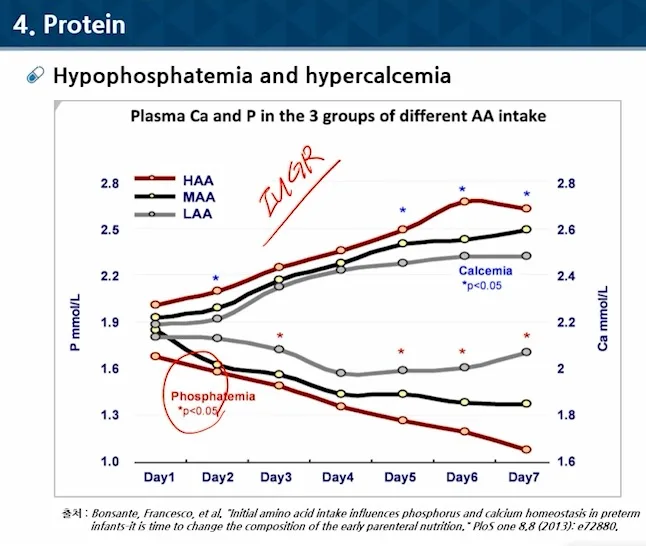 4. Protein
Hypophosphatemia and hypercalcemia
Plasma Ca and P in the 3 groups of different AA intake
HAA
MAA
LAA
IUGR
2.8
2.5
2.2
1.9
1.6
1.3
1.0
P mmol/L
2.8
2.6
2.4
2.2
2
1.8
1.6
Ca mmol/L
* * * *
Calcemia
*p<0.05
* * * *
Phosphatemia
*p<0.05
Day1 Day2 Day3 Day4 Day5 Day6 Day7
출처 : Bonsante, Francesco, et al. "Initial amino acid intake influences phosphorus and calcium homeostasis in preterm
infants-it is time to change the composition of the early parenteral nutrition." PloS one 8.8 (2013): e72880.